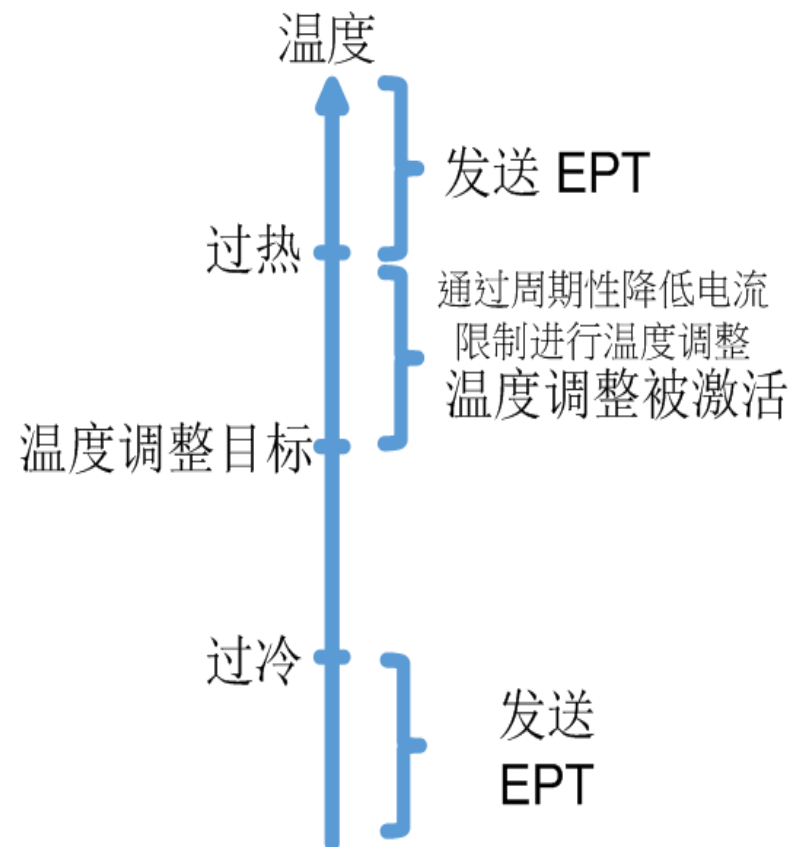 温度
发送 EPT
过热
通过周期性降低电流
限制进行温度调整
温度调整被激活
温度调整目标
过冷
发送
EPT